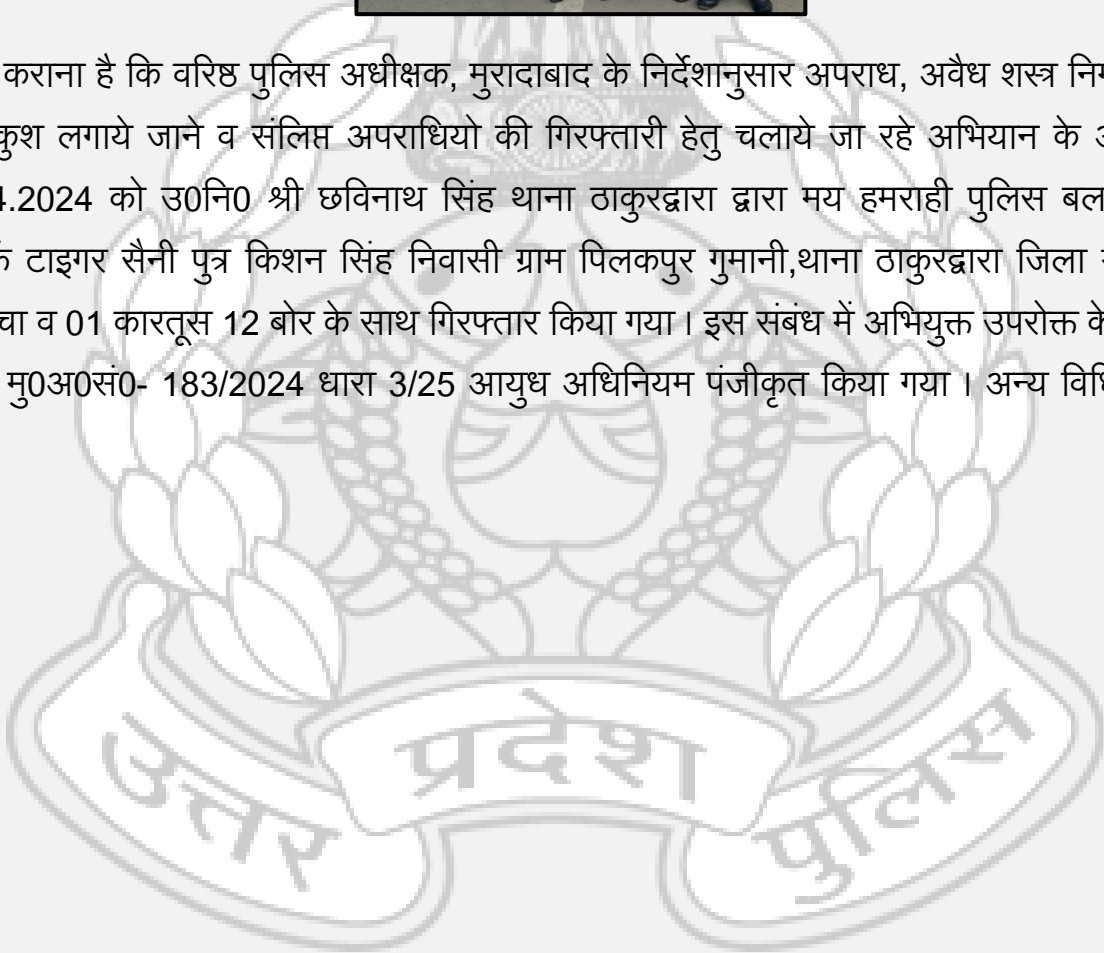 कराना है कि वरिष्ठ पुलिस अधीक्षक, मुरादाबाद के निर्देशानुसार अपराध, अवैध शस्त्र
लगाये जाने व संलिप्त अपराधियो की गिरफ्तारी हेतु चलाये जा रहे अभियान के
4.2024 को उ0नि0 श्री छविनाथ सिंह थाना ठाकुरद्वारा द्वारा मय हमराही पुलिस बल
टाइगर सैनी पुत्र किशन सिंह निवासी ग्राम पिलकपुर गुमानी,थाना ठाकुरद्वारा जिला
चा व 01 कारतूस 12 बोर के साथ गिरफ्तार किया गया । इस संबंध में अभियुक्त उपरोक्त के
मु0अ0सं0- 183/2024 धारा 3/25 आयुध अधिनियम पंजीकृत किया गया । अन्य
उत्तर प्रदेश पुलिस